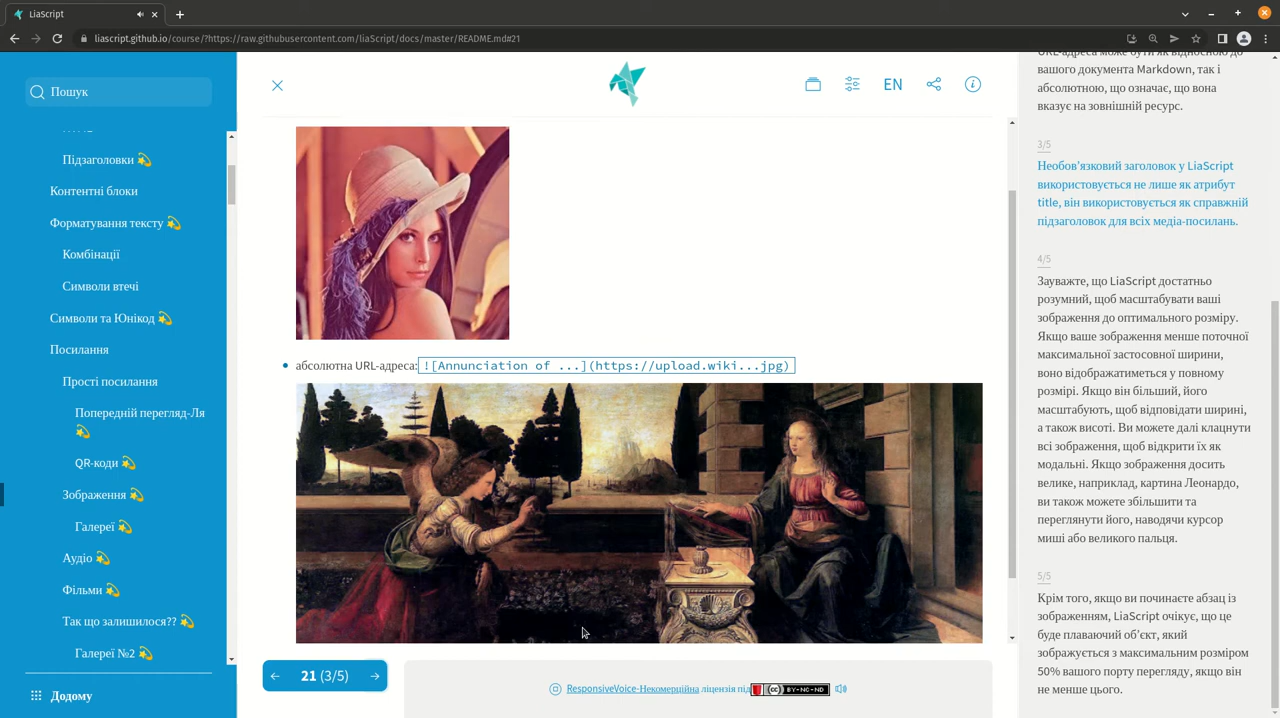 LiaScript
liascript.github.io/course/?https://raw.githubusercontent.com/liaScript/docs/master/README.md#21
Пошук
Підзаголовки
Контентні блоки
Форматування тексту
Комбінації
Символи втечі
Символи та Юнікод
Посилання
Прості посилання
Попередній перегляд-Ля
QR-коди
Зображення
Галереї
Аудіо
Фільми
Так що залишилося??
Галереї №2
Додому
EN
абсолютна URL-адреса: ![Annunciation of ...](https://upload.wiki...jpg)
21 (3/5)
ResponsiveVoice-Некомерційна ліцензія під BY-NC-ND
URL-адреса може бути як відносною до
вашого документа Markdown, так і
абсолютною, що означає, що вона
вказує на зовнішній ресурс.
3/5
Необов'язковий заголовок у LiaScript
використовується не лише як атрибут
title, він використовується як справжній
підзаголовок для всіх медіа-посилань.
4/5
Зауважте, що LiaScript достатньо
розумний, щоб масштабувати ваші
зображення до оптимального розміру.
Якщо ваше зображення менше поточної
максимальної застосовної ширини,
воно відображатиметься у повному
розмірі. Якщо він більший, його
масштабують, щоб відповідати ширині,
а також висоті. Ви можете далі клацнути
всі зображення, щоб відкрити їх як
модальні. Якщо зображення досить
велике, наприклад, картина Леонардо,
ви також можете збільшити та
переглянути його, наводячи курсор
миші або великого пальця.
5/5
Крім того, якщо ви починаєте абзац із
зображенням, LiaScript очікує, що це
буде плаваючий об'єкт, який
зображується з максимальним розміром
50% вашого порту перегляду, якщо він
не менше цього.